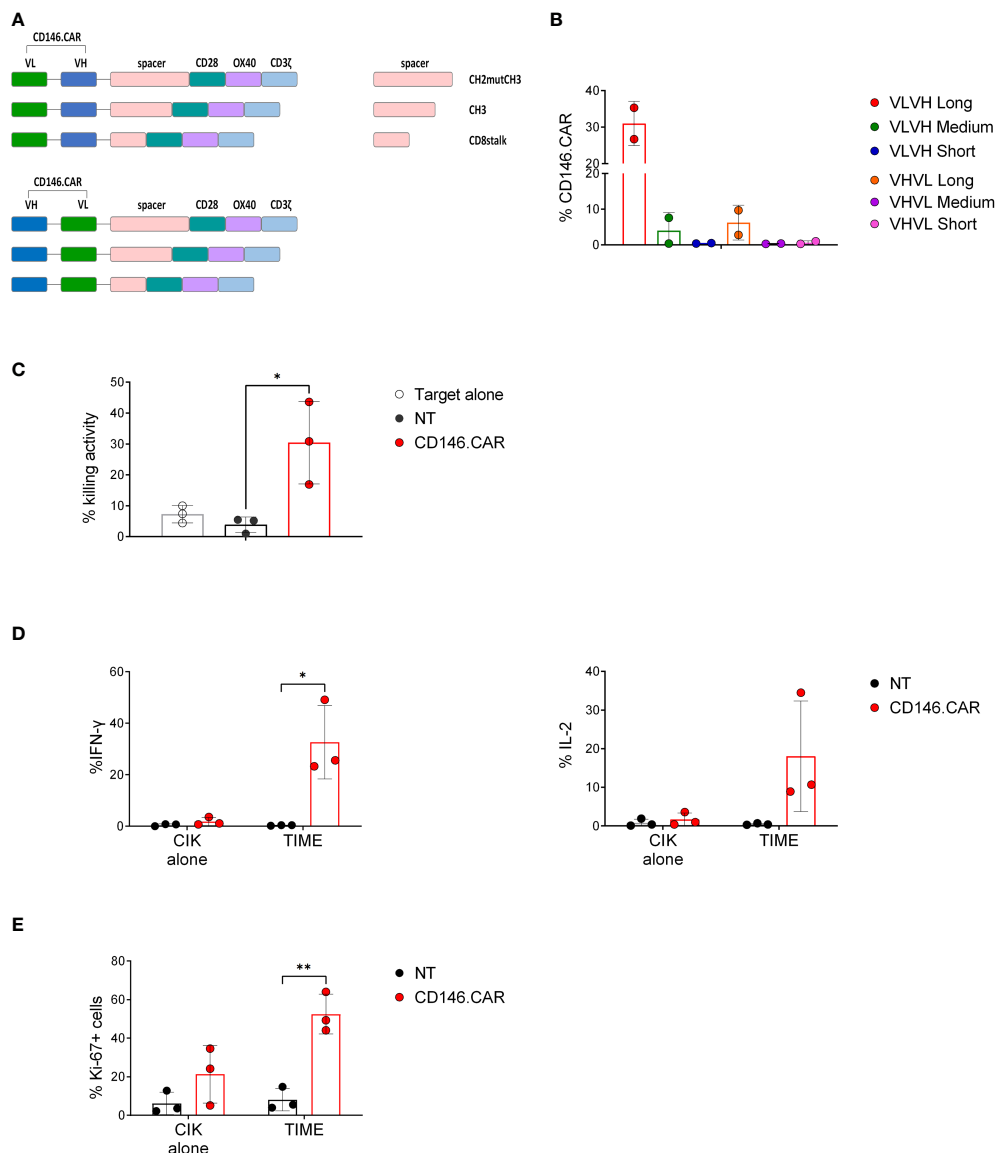 A
CD146.CAR
VL VH spacer CD28 OX40 CD3ζ spacer
CH2mutCH3
CH3
CD8stalk
CD146.CAR
VH VL spacer CD28 OX40 CD3ζ
B
% CD146.CAR
40
30
20
20
10
0
VLVH Long
VLVH Medium
VLVH Short
VHVL Long
VHVL Medium
VHVL Short
C
% killing activity
50
40
30
20
10
0
*
Target alone
NT
CD146.CAR
D
%IFN-γ
60
40
20
0
*
CIK
alone
TIME
% IL-2
40
30
20
10
0
CIK
alone
TIME
NT
CD146.CAR
E
% Ki-67+ cells
80
60
40
20
0
**
CIK
alone
TIME
NT
CD146.CAR